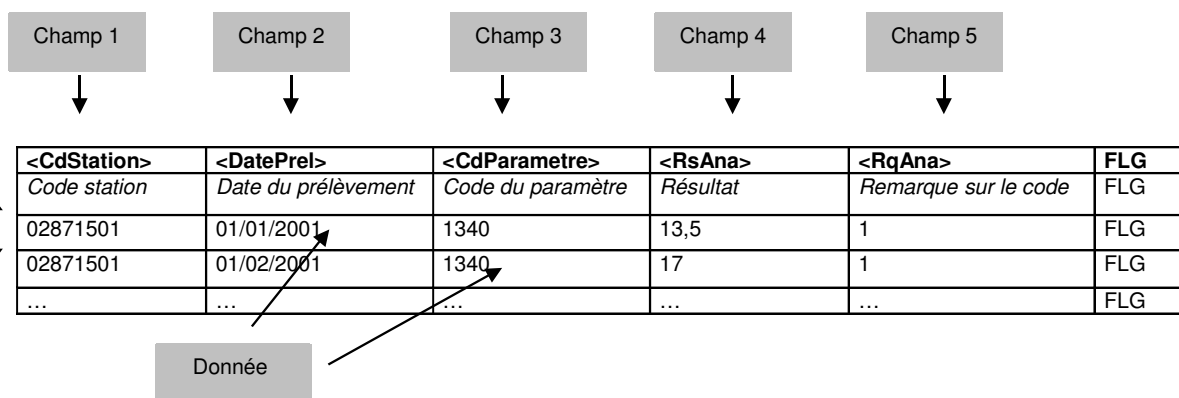 Champ 1 Champ 2 Champ 3 Champ 4 Champ 5
<CdStation> <DatePrel> <CdParametre> <RsAna> <RqAna> FLG
Code station Date du prélèvement Code du paramètre Résultat Remarque sur le code FLG
02871501 01/01/2001 1340 13,5 1 FLG
02871501 01/02/2001 1340 17 1 FLG
… … … … … FLG
Donnée